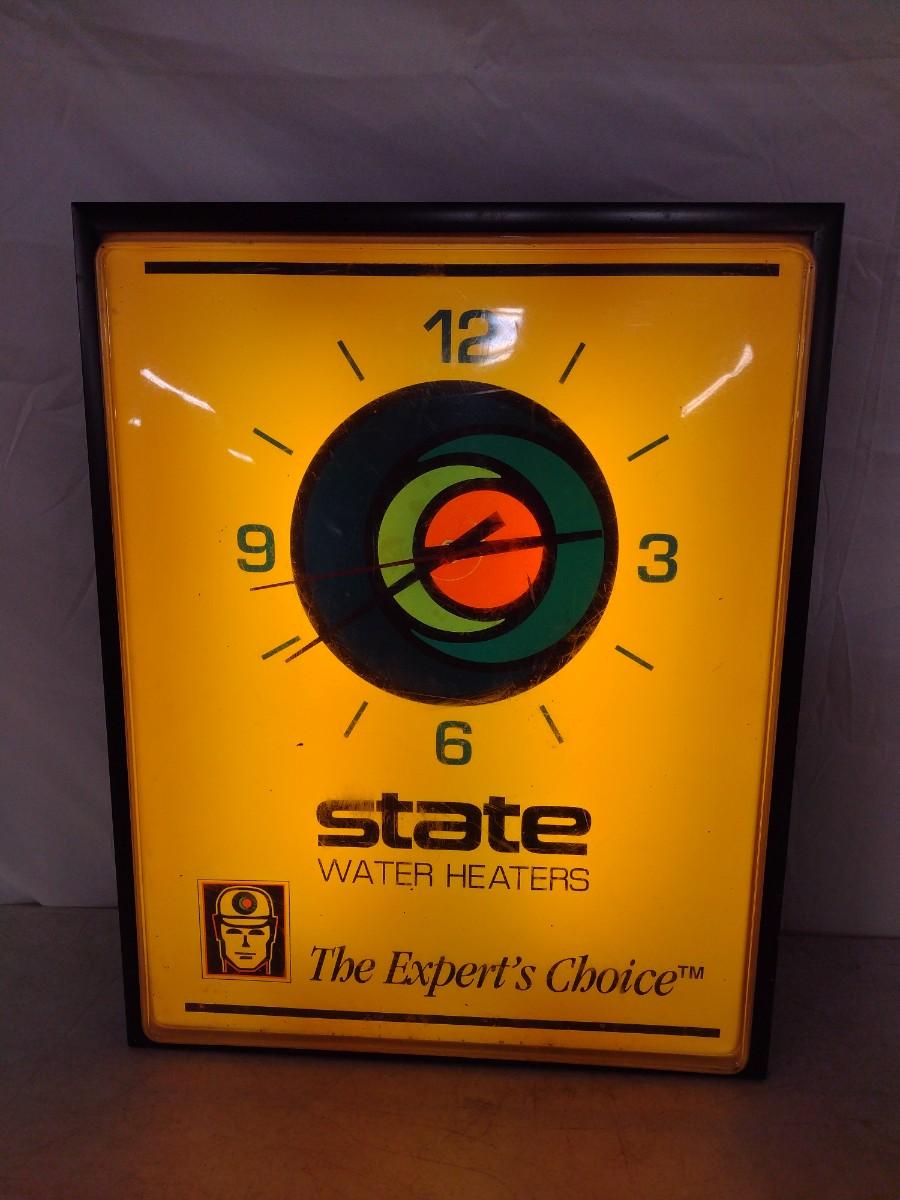 12
9 3
6
state
WATER HEATERS
The Expert's Choice™